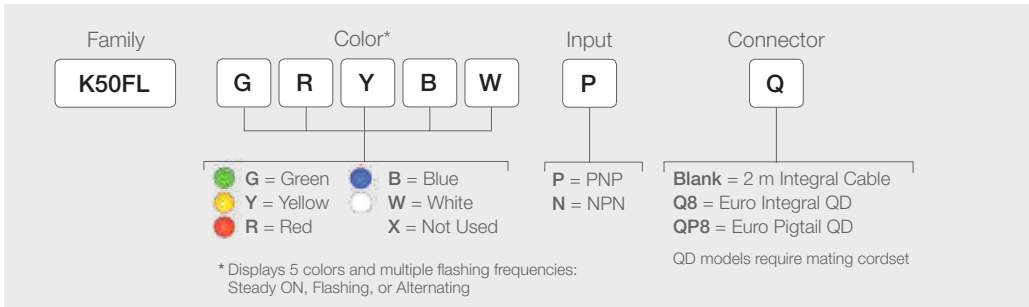 Family
Color*
Input
Connector
K50FL
G R Y B W
P
Q
G = Green
Y = Yellow
R = Red
B = Blue
W = White
X = Not Used
P = PNP
N = NPN
Blank = 2 m Integral Cable
Q8 = Euro Integral QD
QP8 = Euro Pigtail QD
QD models require mating cordset
* Displays 5 colors and multiple flashing frequencies:
Steady ON, Flashing, or Alternating